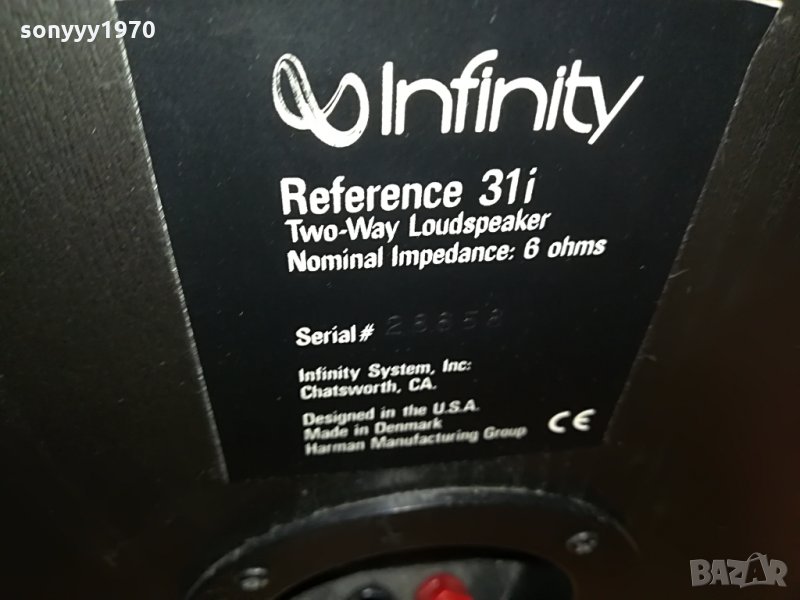 sonyyy1970
Infinity
Reference 31i
Two-Way Loudspeaker
Nominal Impedance: 6 ohms
Serial#
Infinity System, Inc:
Chatsworth, CA.
Designed in the U.S.A.
Made in Denmark
Harman Manufacturing Group
CE
BAZAR